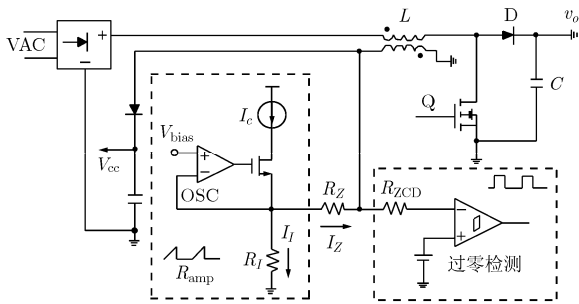 L
D
v_o
VAC
+
−
Q
C
I_c
V_bias
V_cc
+
−
OSC
R_Z
R_ZCD
I_I
I_Z
R_I
R_amp
−
+
过零检测